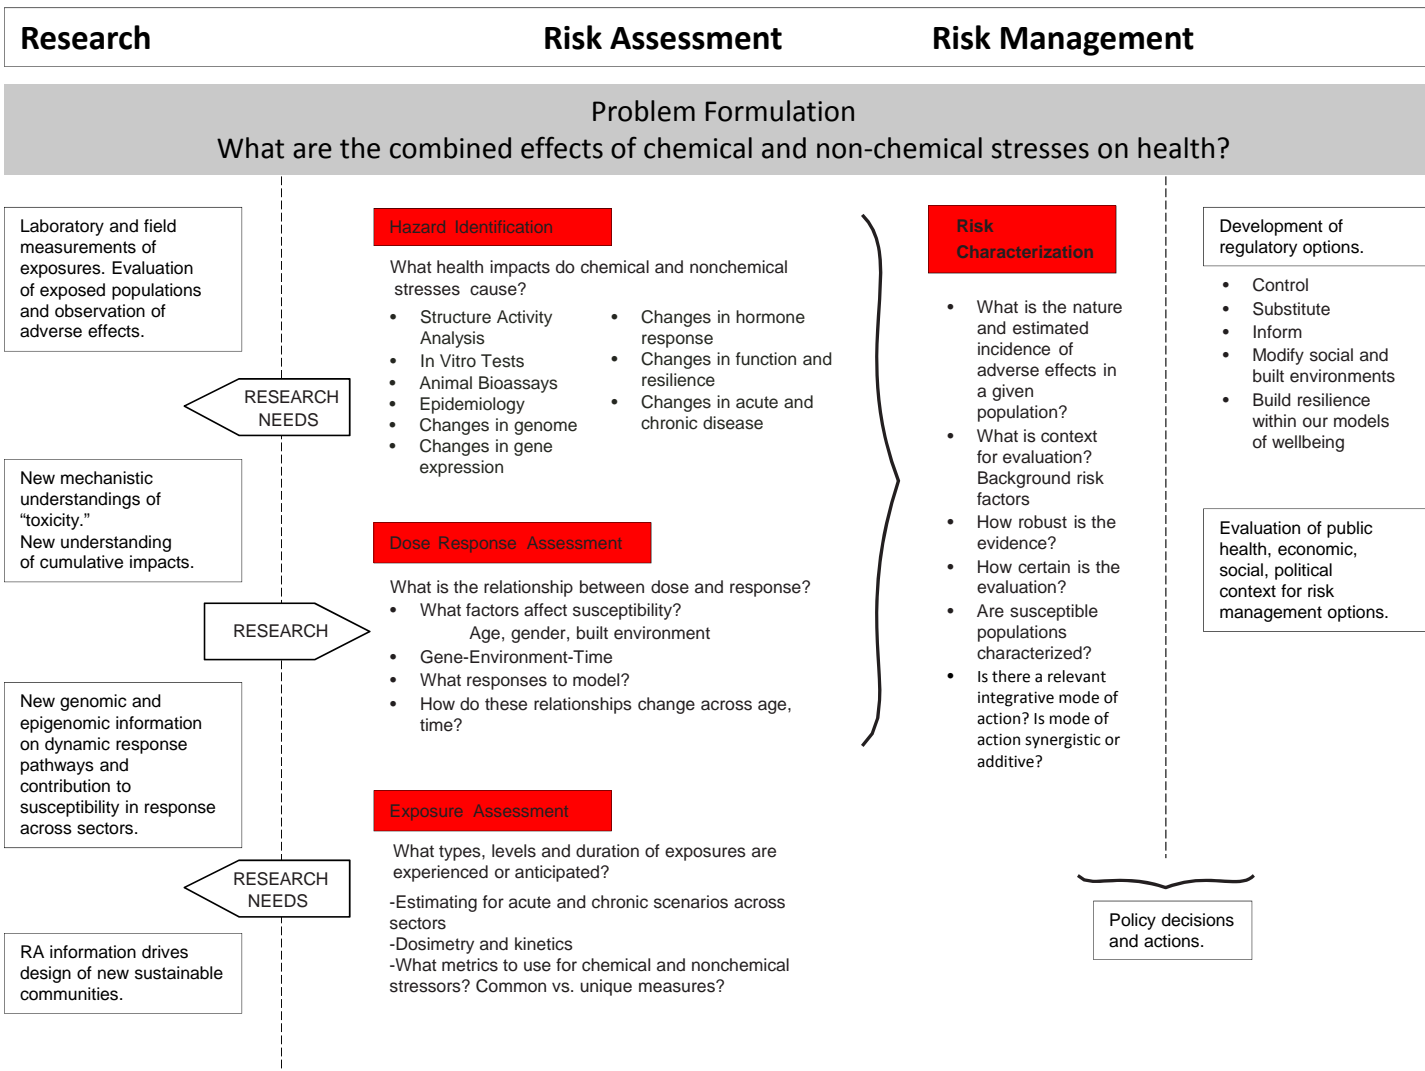 Research Risk Assessment Risk Management
Problem Formulation
What are the combined effects of chemical and non-chemical stresses on health?
Laboratory and field
measurements of
exposures. Evaluation
of exposed populations
and observation of
adverse effects.
RESEARCH
NEEDS
New mechanistic
understandings of
“toxicity.”
New understanding
of cumulative impacts.
RESEARCH
New genomic and
epigenomic information
on dynamic response
pathways and
contribution to
susceptibility in response
across sectors.
RESEARCH
NEEDS
RA information drives
design of new sustainable
communities.
Hazard Identification
What health impacts do chemical and nonchemical
stresses cause?
• Structure Activity
Analysis
• In Vitro Tests
• Animal Bioassays
• Epidemiology
• Changes in genome
• Changes in gene
expression
• Changes in hormone
response
• Changes in function and
resilience
• Changes in acute and
chronic disease
Dose Response Assessment
What is the relationship between dose and response?
• What factors affect susceptibility?
Age, gender, built environment
• Gene-Environment-Time
• What responses to model?
• How do these relationships change across age,
time?
Exposure Assessment
What types, levels and duration of exposures are
experienced or anticipated?
-Estimating for acute and chronic scenarios across
sectors
-Dosimetry and kinetics
-What metrics to use for chemical and nonchemical
stressors? Common vs. unique measures?
Risk
Characterization
• What is the nature
and estimated
incidence of
adverse effects in
a given
population?
• What is context
for evaluation?
Background risk
factors
• How robust is the
evidence?
• How certain is the
evaluation?
• Are susceptible
populations
characterized?
• Is there a relevant
integrative mode of
action? Is mode of
action synergistic or
additive?
Development of
regulatory options.
• Control
• Substitute
• Inform
• Modify social and
built environments
• Build resilience
within our models
of wellbeing
Evaluation of public
health, economic,
social, political
context for risk
management options.
Policy decisions
and actions.